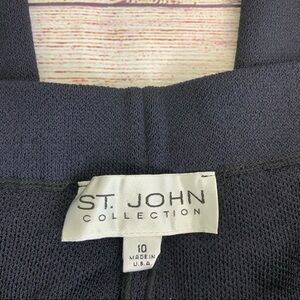 ST. JOHN
COLLECTION
10
MADE IN
U.S.A.